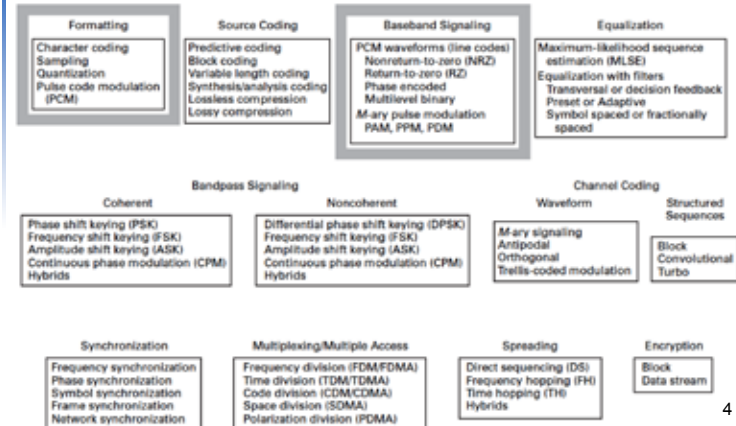 Formatting
Character coding
Sampling
Quantization
Pulse code modulation
(PCM)
Source Coding
Predictive coding
Block coding
Variable length coding
Synthesis/analysis coding
Lossless compression
Lossy compression
Baseband Signaling
PCM waveforms (line codes)
Nonreturn-to-zero (NRZ)
Return-to-zero (RZ)
Phase encoded
Multilevel binary
M-ary pulse modulation
PAM, PPM, PDM
Equalization
Maximum-likelihood sequence
estimation (MLSE)
Equalization with filters
Transversal or decision feedback
Preset or Adaptive
Symbol spaced or fractionally
spaced
Bandpass Signaling
Coherent
Phase shift keying (PSK)
Frequency shift keying (FSK)
Amplitude shift keying (ASK)
Continuous phase modulation (CPM)
Hybrids
Noncoherent
Differential phase shift keying (DPSK)
Frequency shift keying (FSK)
Amplitude shift keying (ASK)
Continuous phase modulation (CPM)
Hybrids
Channel Coding
Waveform
M-ary signaling
Antipodal
Orthogonal
Trellis-coded modulation
Structured
Sequences
Block
Convolutional
Turbo
Synchronization
Frequency synchronization
Phase synchronization
Symbol synchronization
Frame synchronization
Network synchronization
Multiplexing/Multiple Access
Frequency division (FDM/FDMA)
Time division (TDM/TDMA)
Code division (CDM/CDMA)
Space division (SDMA)
Polarization division (PDMA)
Spreading
Direct sequencing (DS)
Frequency hopping (FH)
Time hopping (TH)
Hybrids
Encryption
Block
Data stream
4